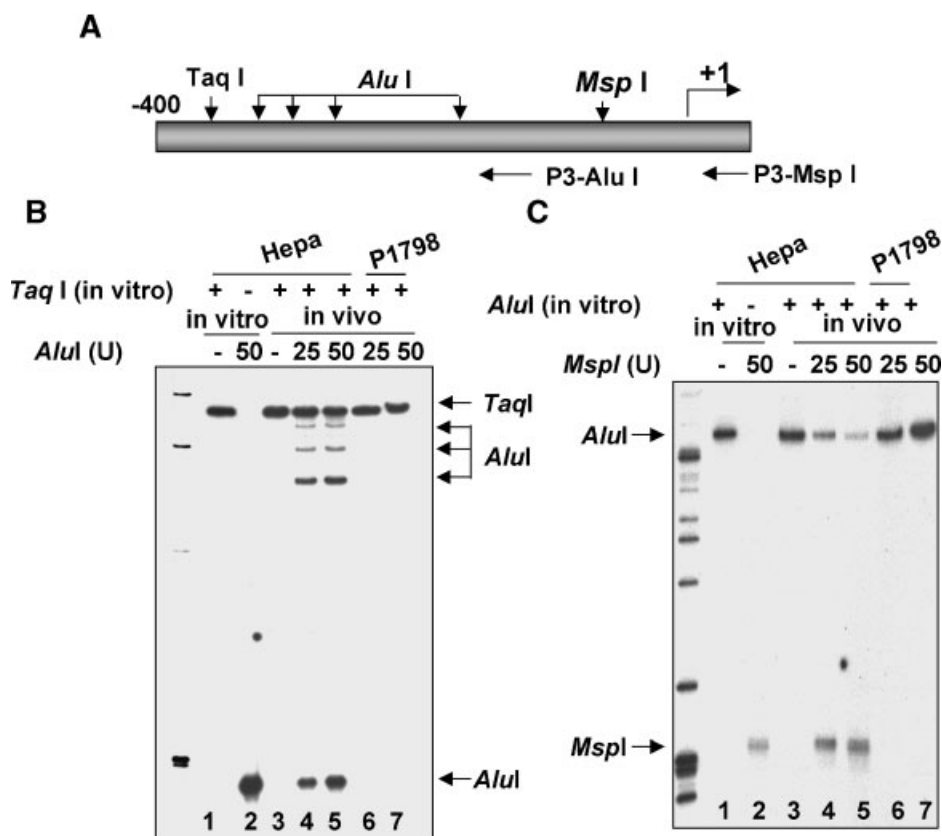 A
Taq I
Alu I
Msp I
+1
-400
P3-Alu I
P3-Msp I
B
Hepa
P1798
Taq I (in vitro) + - + + + + +
in vitro in vivo
AluI (U) - 50 - 25 50 25 50
TaqI
AluI
AluI
1 2 3 4 5 6 7
C
Hepa
P1798
AluI (in vitro) + - + + + + +
in vitro in vivo
MspI (U) - 50 - 25 50 25 50
AluI
MspI
1 2 3 4 5 6 7